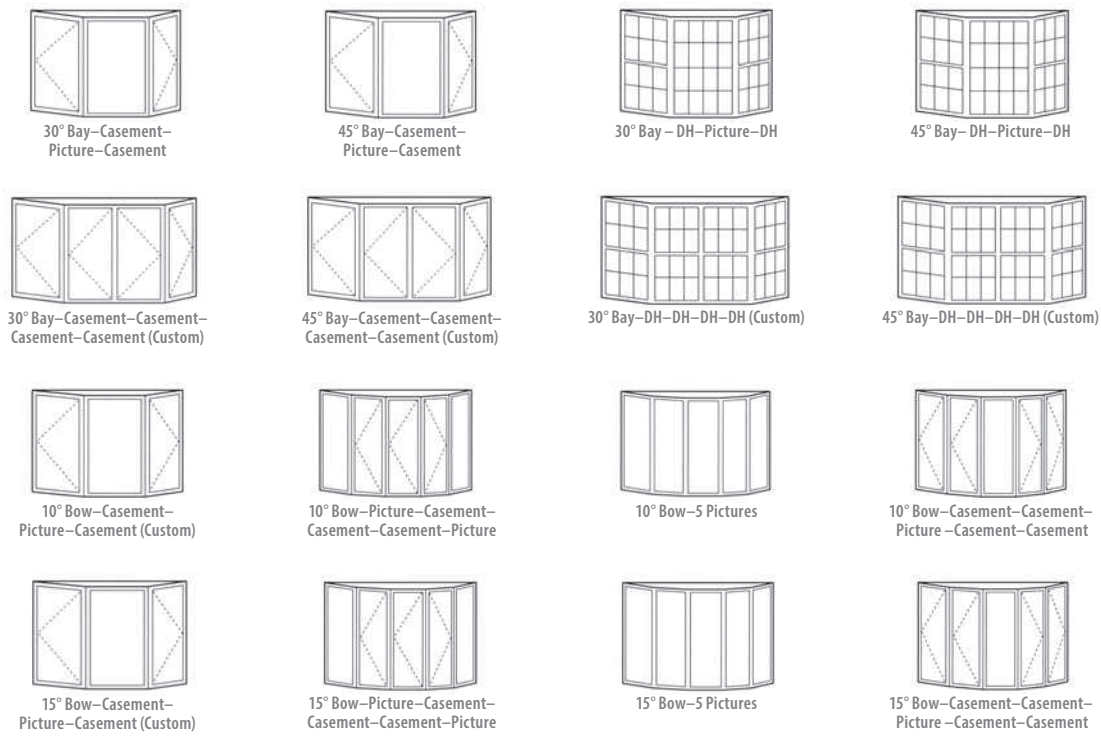 30° Bay–Casement–
Picture–Casement
45° Bay–Casement–
Picture–Casement
30° Bay – DH–Picture–DH
45° Bay– DH–Picture–DH
30° Bay–Casement–Casement–
Casement–Casement (Custom)
45° Bay–Casement–Casement–
Casement–Casement (Custom)
30° Bay–DH–DH–DH–DH (Custom)
45° Bay–DH–DH–DH–DH (Custom)
10° Bow–Casement–
Picture–Casement (Custom)
10° Bow–Picture–Casement–
Casement–Casement–Picture
10° Bow–5 Pictures
10° Bow–Casement–Casement–
Picture –Casement–Casement
15° Bow–Casement–
Picture–Casement (Custom)
15° Bow–Picture–Casement–
Casement–Casement–Picture
15° Bow–5 Pictures
15° Bow–Casement–Casement–
Picture –Casement–Casement